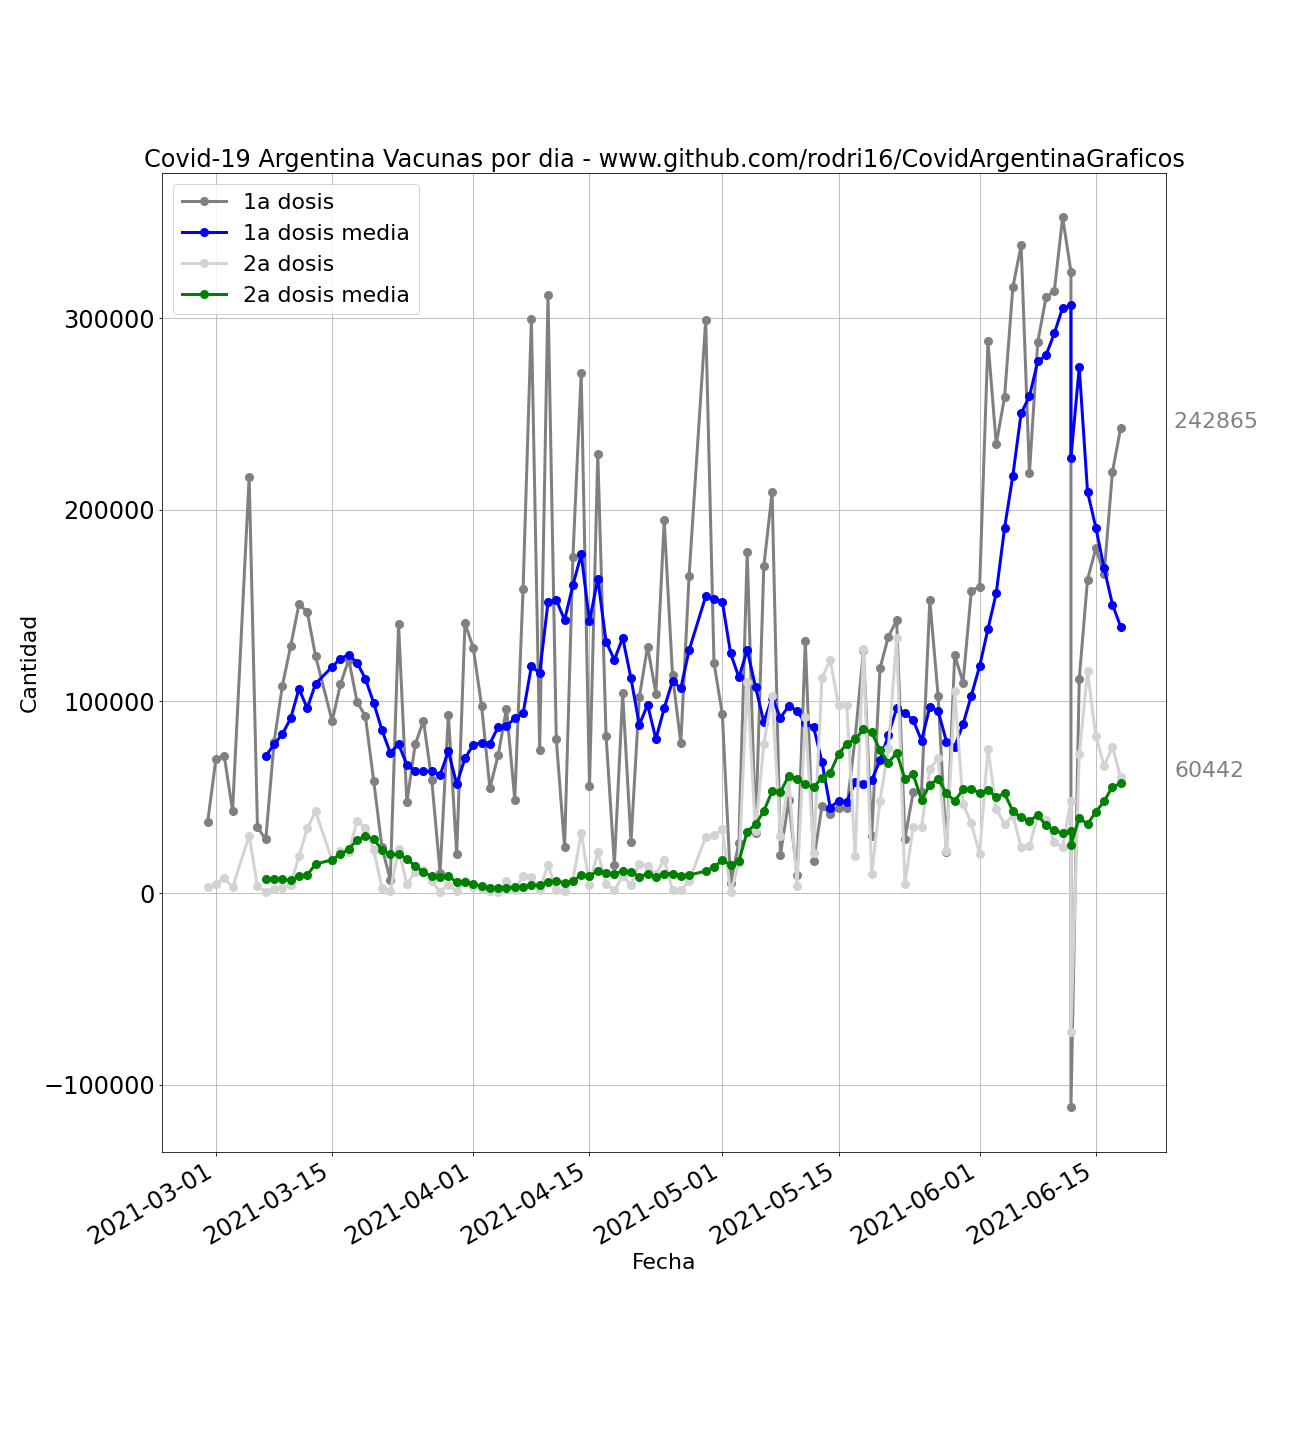 Covid-19 Argentina Vacunas por dia - www.github.com/rodri16/CovidArgentinaGraficos
1a dosis
1a dosis media
2a dosis
2a dosis media
300000
200000
100000
0
−100000
Cantidad
242865
60442
2021-03-01
2021-03-15
2021-04-01
2021-04-15
2021-05-01
2021-05-15
2021-06-01
2021-06-15
Fecha